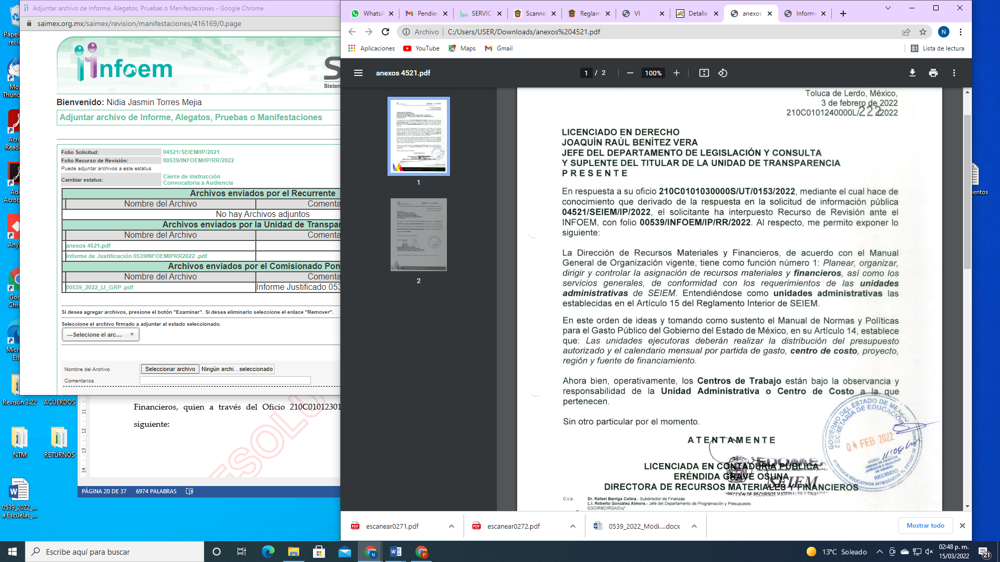 Adjuntar archivo de Informe, Alegatos, Pruebas o Manifestaciones - Google Chrome
saimex.org.mx/saimex/revision/manifestaciones/416169/0.page
infoem
Sistem
Bienvenido: Nidia Jasmin Torres Mejia
Adjuntar archivo de Informe, Alegatos, Pruebas o Manifestaciones
Folio Solicitud: 04521/SEIEM/IP/2021
Folio Recurso de Revisión: 00539/INFOEM/IP/RR/2022
Puede adjuntar archivos a este estatus
Cambiar estatus: Cierre de instrucción
Convocatoria a Audiencia
Archivos enviados por el Recurrente
Nombre del Archivo Comenta
No hay Archivos adjuntos
Archivos enviados por la Unidad de Transpar
Nombre del Archivo Comenta
anexos 4521.pdf
Informe de Justiticación 0539INFOEMIPRR2022 .pdf
Archivos enviados por el Comisionado Pon
Nombre del Archivo Comenta
00539_2022_IJ_GRP .pdf Informe Justificado 053
Si desea agregar archivos, presione el botón "Examinar". Si desea eliminarlo seleccione el enlace "Remover".
Seleccione el archivo firmado a adjuntar al estado seleccionado.
---Selecione el arc...
Nombre del Archivo Seleccionar archivo Ningún archi...seleccionado
Comentarios
Financieros, quien a través del Oficio 210C01012301
siguiente:
PÁGINA 20 DE 37 6974 PALABRAS
Revisón 3.22 ACUERDOS
NTM RETURNOS
0539_2022_...
a Escuelas_...
WhatsA Pendier SERVICI Scanne Reglam VI Detalle anexos Informe
Archivo C:/Users/USER/Downloads/anexos%204521.pdf
Aplicaciones YouTube Maps Gmail Lista de lectura
anexos 4521.pdf 1 / 2 100%
1
2
Toluca de Lerdo, México,
3 de febrero de 2022
210C0101240000L/222/2022
LICENCIADO EN DERECHO
JOAQUÍN RAÚL BENÍTEZ VERA
JEFE DEL DEPARTAMENTO DE LEGISLACIÓN Y CONSULTA
Y SUPLENTE DEL TITULAR DE LA UNIDAD DE TRANSPARENCIA
P R E S E N T E
En respuesta a su oficio 210C0101030000S/UT/0153/2022, mediante el cual hace de
conocimiento que derivado de la respuesta en la solicitud de información pública
04521/SEIEM/IP/2022, el solicitante ha interpuesto Recurso de Revisión ante el
INFOEM, con folio 00539/INFOEM/IP/RR/2022. Al respecto, me permito exponer lo
siguiente:
La Dirección de Recursos Materiales y Financieros, de acuerdo con el Manual
General de Organización vigente, tiene como función número 1: Planear, organizar,
dirigir y controlar la asignación de recursos materiales y financieros, así como los
servicios generales, de conformidad con los requerimientos de las unidades
administrativas de SEIEM. Entendiéndose como unidades administrativas las
establecidas en el Artículo 15 del Reglamento Interior de SEIEM.
En este orden de ideas y tomando como sustento el Manual de Normas y Políticas
para el Gasto Público del Gobierno del Estado de México, en su Artículo 14, establece
que: Las unidades ejecutoras deberán realizar la distribución del presupuesto
autorizado y el calendario mensual por partida de gasto, centro de costo, proyecto,
región y fuente de financiamiento.
Ahora bien, operativamente, los Centros de Trabajo están bajo la observancia y
responsabilidad de la Unidad Administrativa o Centro de Costo a la que
pertenecen.
Sin otro particular por el momento.
A T E N T A M E N T E
LICENCIADA EN CONTADURÍA PÚBLICA
ERÉNDIDA GRAVE OSUNA
DIRECTORA DE RECURSOS MATERIALES Y FINANCIEROS
EDOMEX
SEIEM
GOBIERNO DEL ESTADO DE MÉXICO
SECRETARÍA DE EDUCACIÓN
04 FEB 2022
HORA:
UNIDAD DE ASUNTOS
JURÍDICOS E IGUALDAD
DE GÉNERO
RECIBIDO
SERVICIOS EDUCATIVOS INTEGRADOS AL ESTADO DE MÉXICO
C.c.p. Dr. Rafael Barriga Colina.- Subdirector de Finanzas
L.I. Roberto González Almora.- Jefe del Departamento de Programación y Presupuesto
EGO/RBC/RGA/Ovj*
escanear0271.pdf escanear0272.pdf 0539_2022_Modi....docx Mostrar todo
Escribe aquí para buscar
13°C Soleado
02:48 p. m.
15/03/2022
21